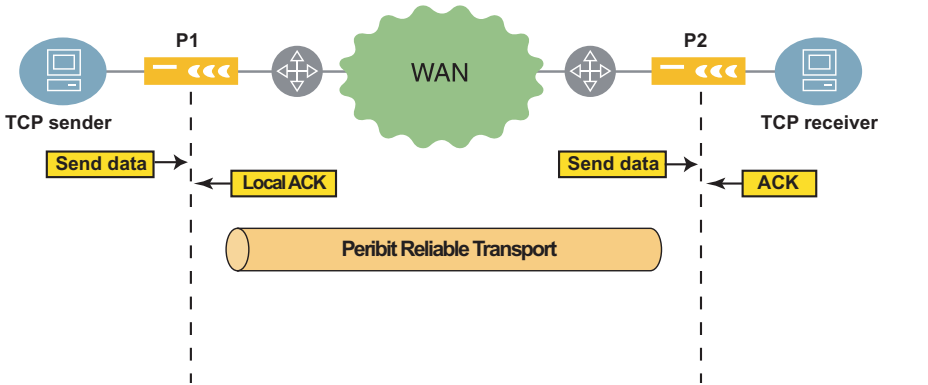 P1
P2
WAN
TCP sender
TCP receiver
Send data
Send data
Local ACK
ACK
Peribit Reliable Transport